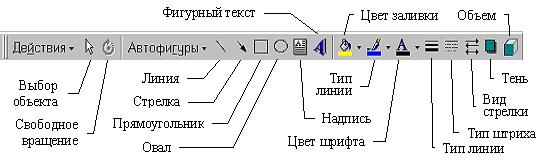 Фигурный текст
Цвет заливки
Объем
Действия
Автофигуры
Выбор
объекта
Свободное
вращение
Линия
Стрелка
Прямоугольник
Овал
Надпись
Цвет шрифта
Тип
линии
Тень
Вид
стрелки
Тип штриха
Тип линии